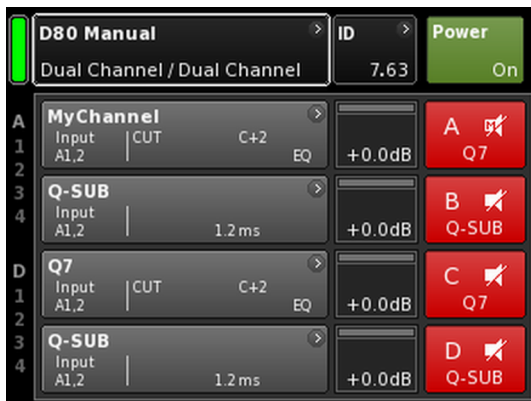 D80 Manual > ID > Power
Dual Channel / Dual Channel 7.63 On
MyChannel >
A Input CUT C+2 A
1 A1,2 EQ +0.0dB Q7
2
3 Q-SUB > B
4 Input
A1,2 1.2 ms +0.0dB Q-SUB
Q7 >
D Input CUT C+2 C
1 A1,2 EQ +0.0dB Q7
2
3 Q-SUB > D
4 Input
A1,2 1.2 ms +0.0dB Q-SUB